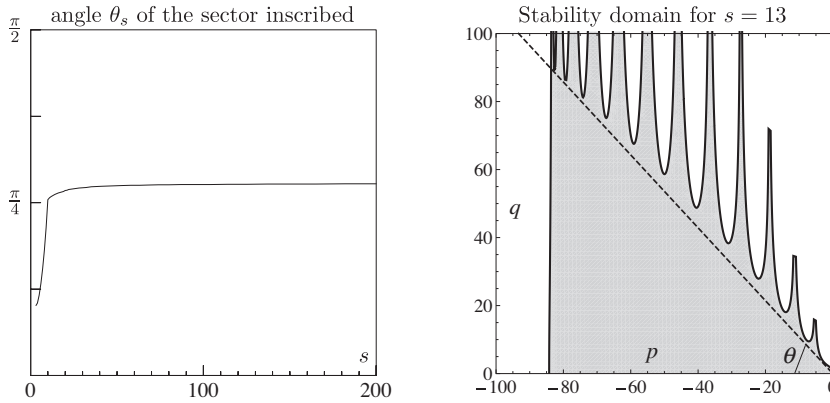 angle θₛ of the sector inscribed
π/2
π/4
s
0 100 200
Stability domain for s = 13
100
80
60
q
40
20
p θ
0
−100 −80 −60 −40 −20 0